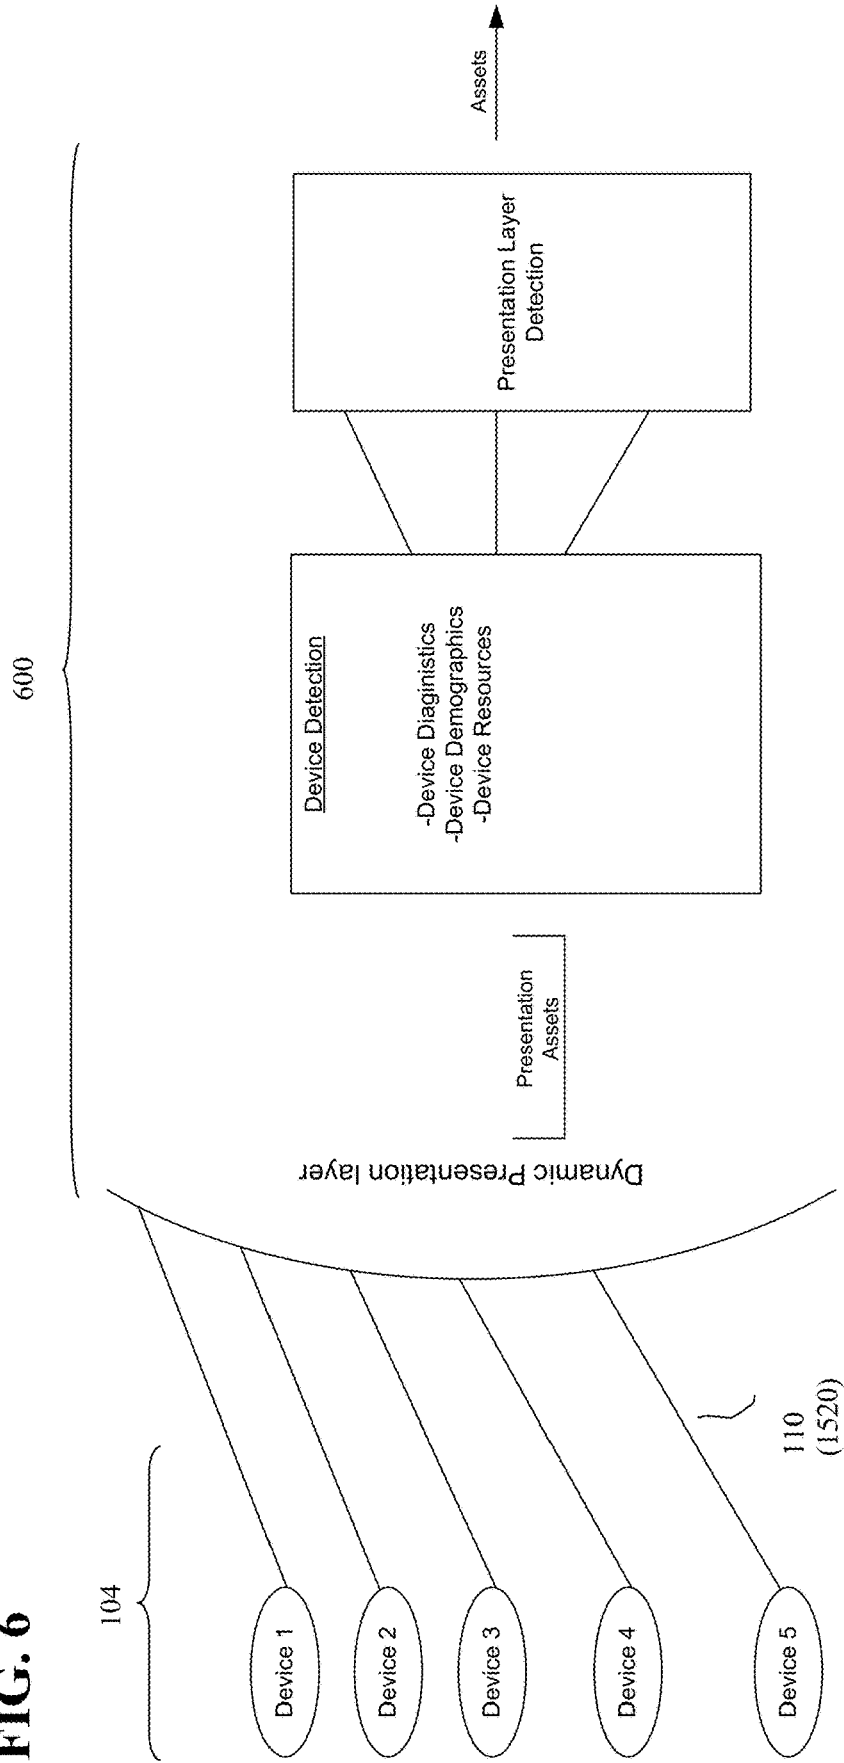 FIG. 6
600
104
Device 1
Device 2
Device 3
Device 4
Device 5
110
(1520)
Dynamic Presentation layer
Presentation
Assets
Device Detection
-Device Diaginistics
-Device Demographics
-Device Resources
Presentation Layer
Detection
Assets